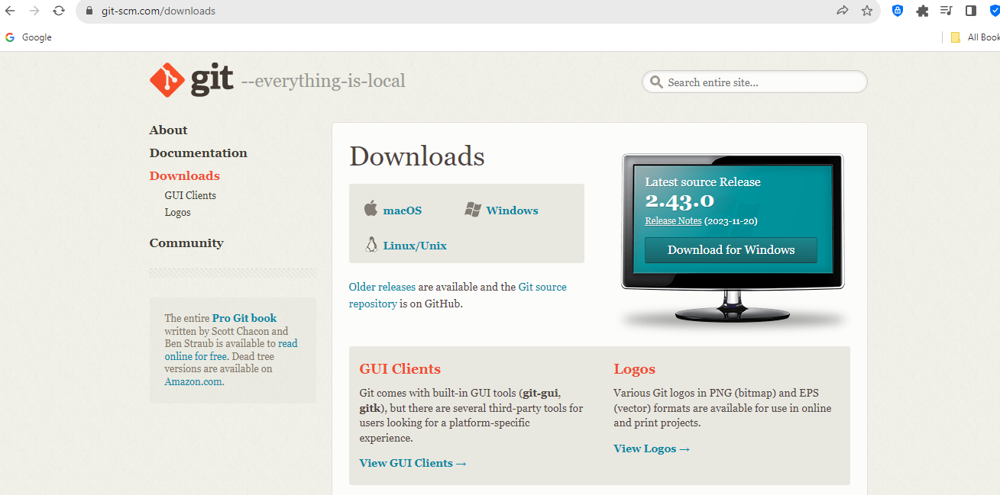 git-scm.com/downloads
Google
All Book
git --everything-is-local
Search entire site...
About
Documentation
Downloads
GUI Clients
Logos
Community
The entire Pro Git book
written by Scott Chacon and
Ben Straub is available to read
online for free. Dead tree
versions are available on
Amazon.com.
Downloads
macOS
Windows
Linux/Unix
Older releases are available and the Git source
repository is on GitHub.
Latest source Release
2.43.0
Release Notes (2023-11-20)
Download for Windows
GUI Clients
Git comes with built-in GUI tools (git-gui,
gitk), but there are several third-party tools for
users looking for a platform-specific
experience.
View GUI Clients →
Logos
Various Git logos in PNG (bitmap) and EPS
(vector) formats are available for use in online
and print projects.
View Logos →